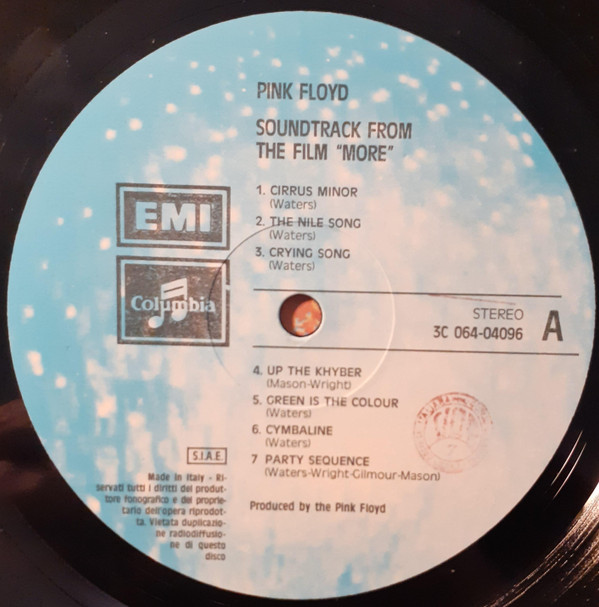 PINK FLOYD
SOUNDTRACK FROM
THE FILM "MORE"
1. CIRRUS MINOR
(Waters)
2. THE NILE SONG
(Waters)
3. CRYING SONG
(Waters)
EMI
Columbia
STEREO
3C 064-04096
A
4. UP THE KHYBER
(Mason-Wright)
5. GREEN IS THE COLOUR
(Waters)
6. CYMBALINE
(Waters)
7 PARTY SEQUENCE
(Waters-Wright-Gilmour-Mason)
Produced by the Pink Floyd
S.I.A.E.
Made in Italy - Ri-
servati tutti i diritti del produt-
tore fonografico e del proprie-
tario dell'opera riprodot-
ta. Vietata duplicazio-
ne radiodiffusio-
ne di questo
disco